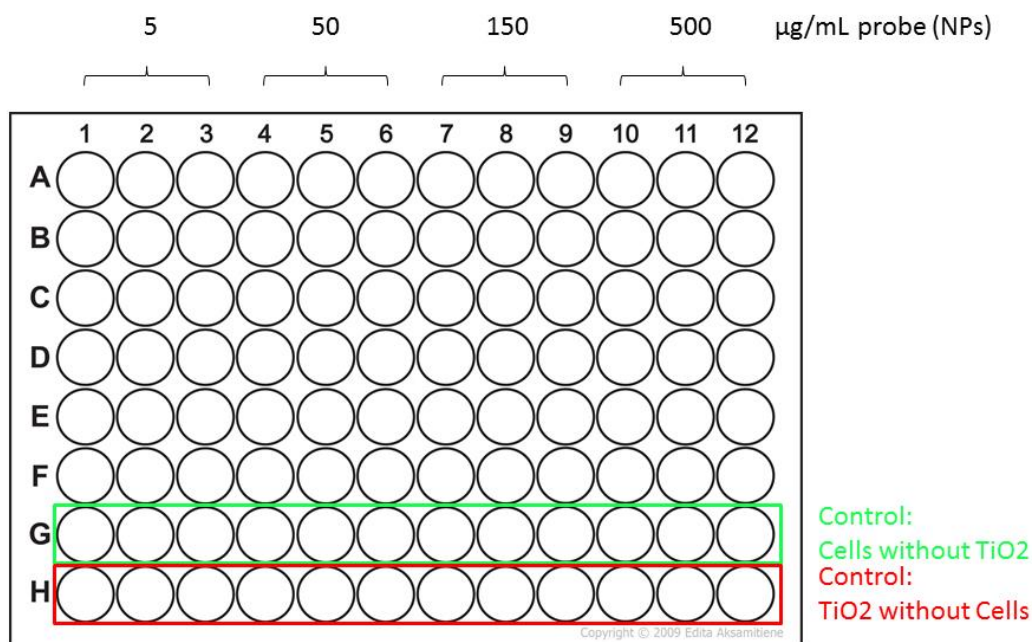 5 50 150 500 µg/mL probe (NPs)
1 2 3 4 5 6 7 8 9 10 11 12
A
B
C
D
E
F
G
H
Control:
Cells without TiO2
Control:
TiO2 without Cells
Copyright © 2009 Edita Aksamitiene